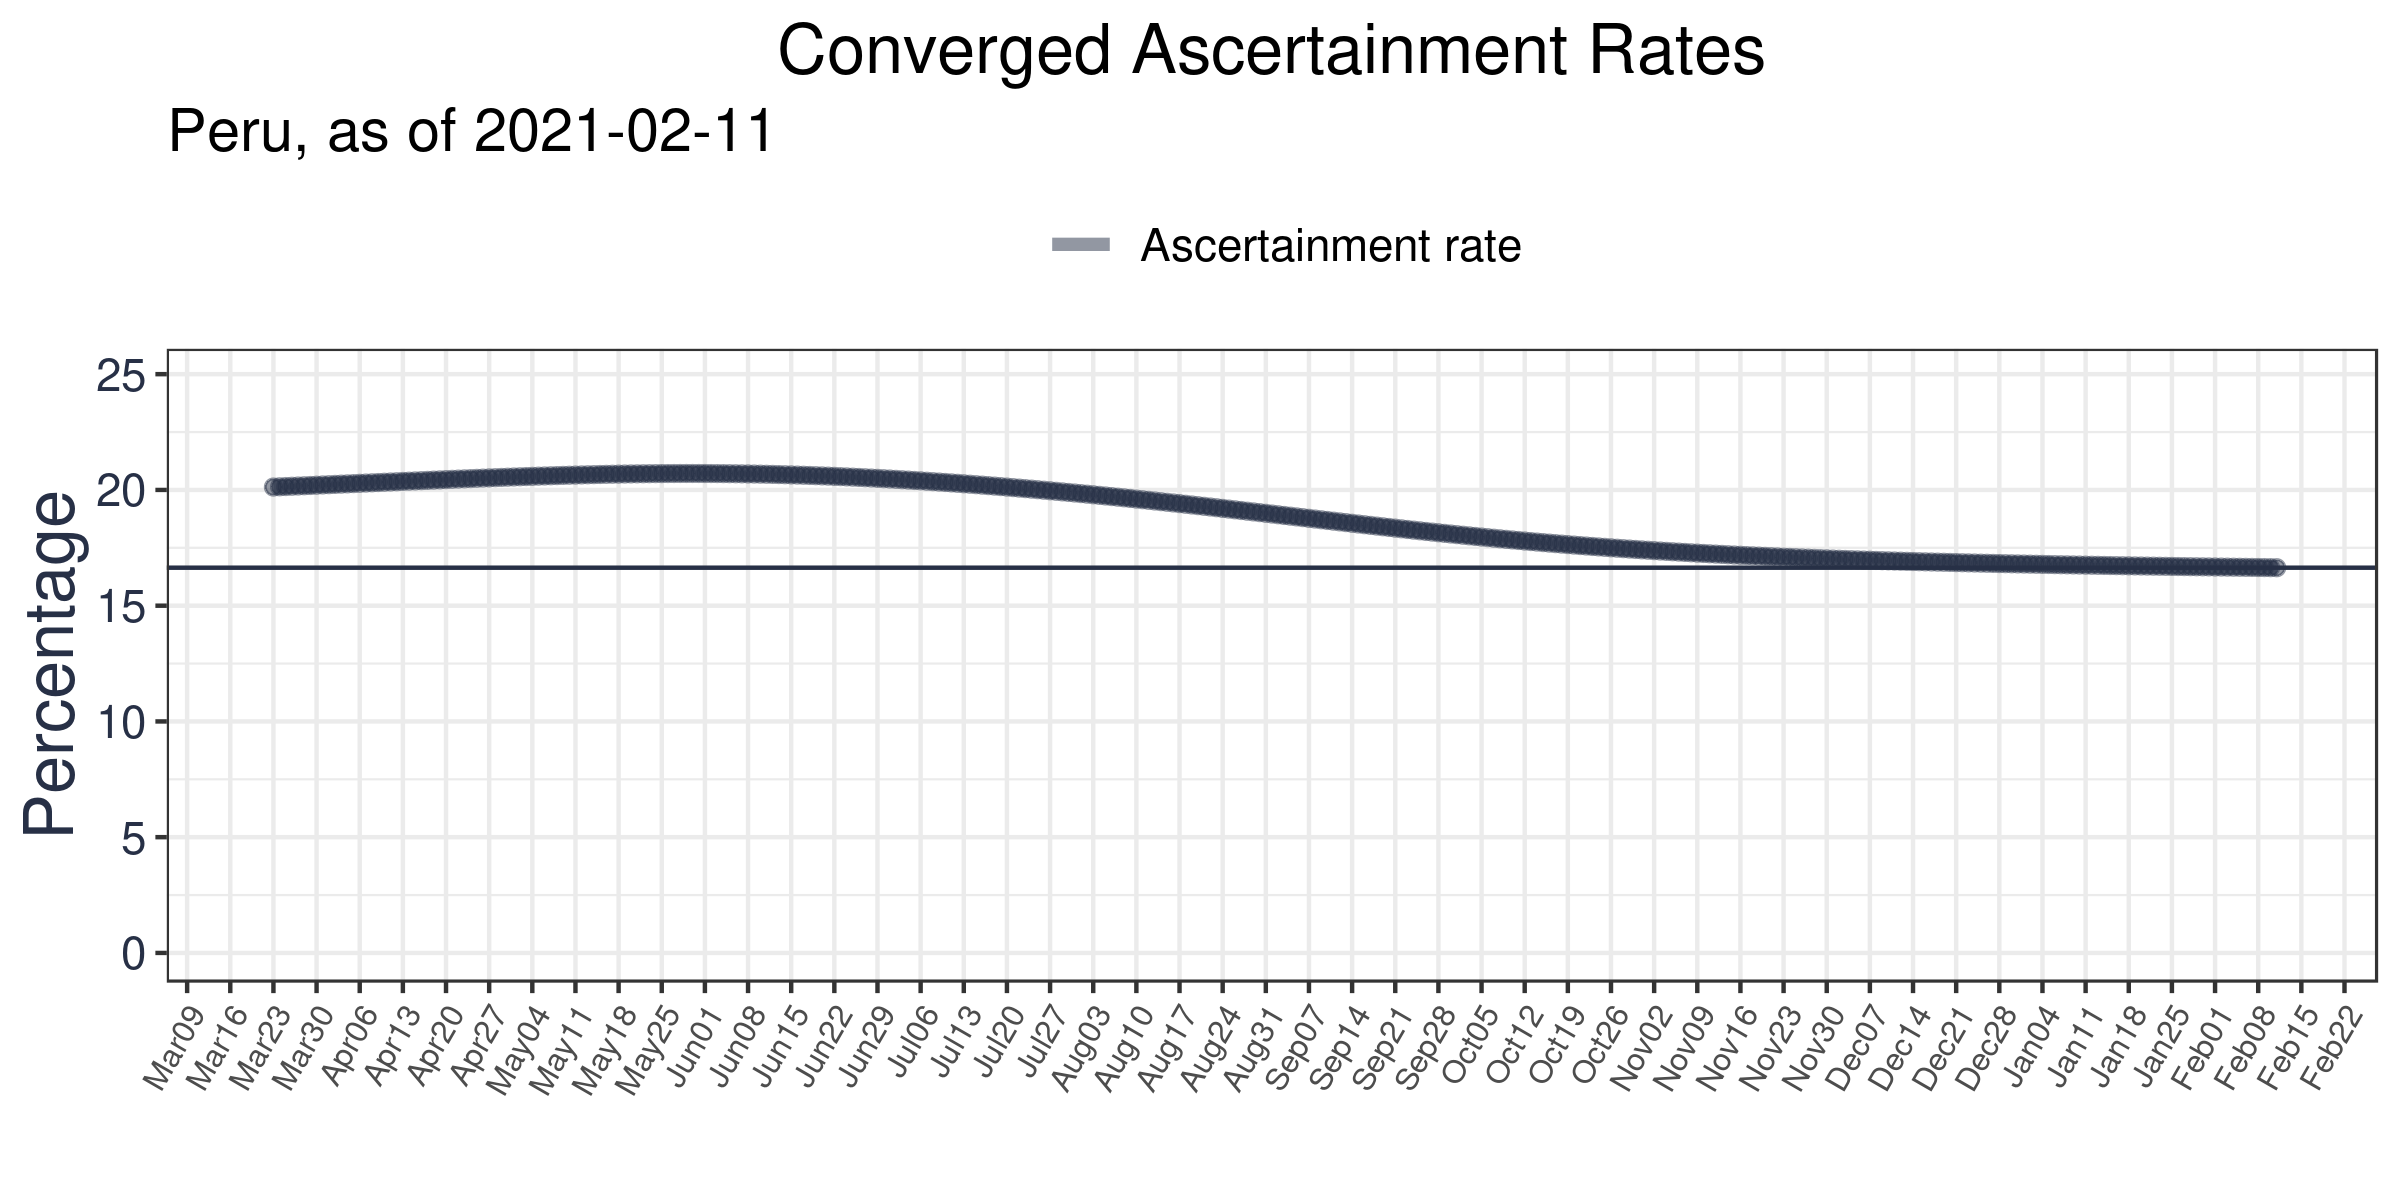 Converged Ascertainment Rates
Peru, as of 2021-02-11
Ascertainment rate
Percentage
25
20
15
10
5
0
Mar09 Mar16 Mar23 Mar30 Apr06 Apr13 Apr20 Apr27 May04 May11 May18 May25 Jun01 Jun08 Jun15 Jun22 Jun29 Jul06 Jul13 Jul20 Jul27 Aug03 Aug10 Aug17 Aug24 Aug31 Sep07 Sep14 Sep21 Sep28 Oct05 Oct12 Oct19 Oct26 Nov02 Nov09 Nov16 Nov23 Nov30 Dec07 Dec14 Dec21 Dec28 Jan04 Jan11 Jan18 Jan25 Feb01 Feb08 Feb15 Feb22